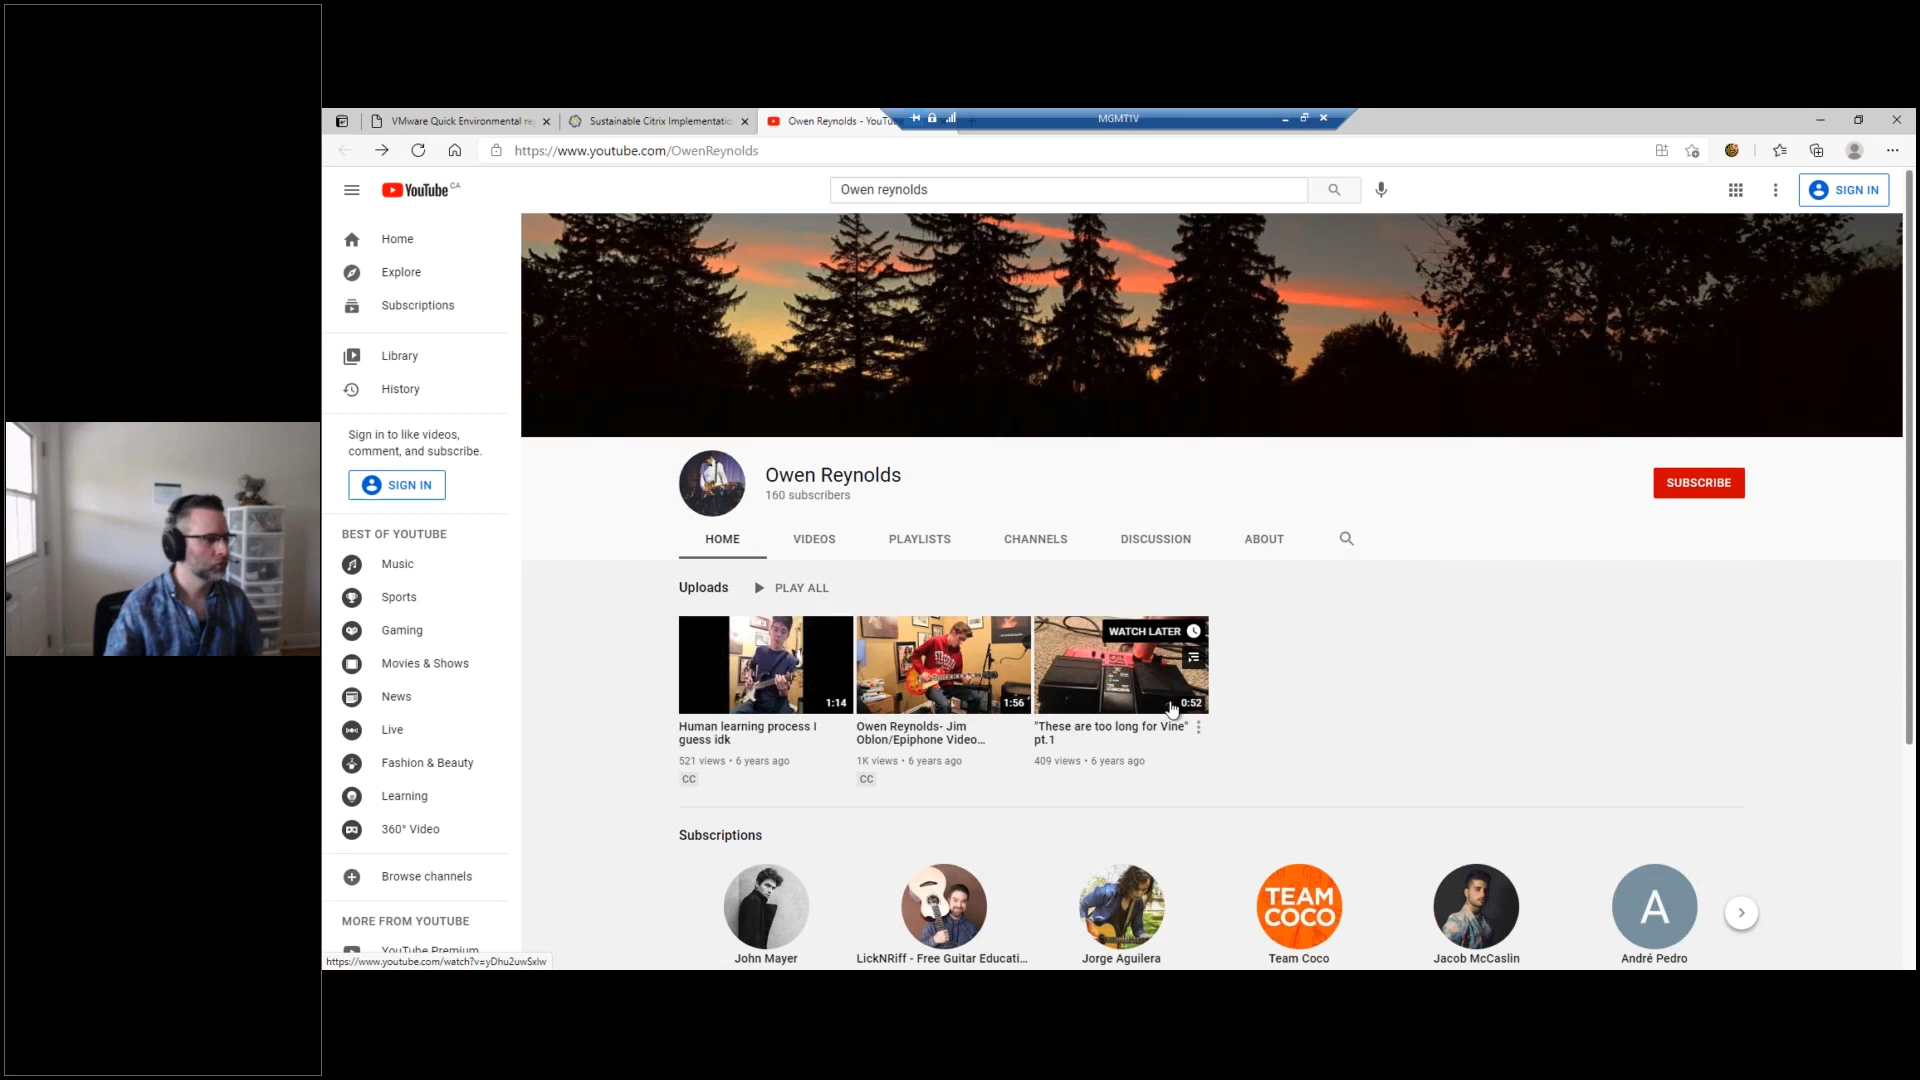 VMware Quick Environmental re
Sustainable Citrix Implementatio
Owen Reynolds - YouTu
MGMT1V
https://www.youtube.com/OwenReynolds
YouTube CA
Owen reynolds
SIGN IN
Home
Explore
Subscriptions
Library
History
Sign in to like videos,
comment, and subscribe.
SIGN IN
BEST OF YOUTUBE
Music
Sports
Gaming
Movies & Shows
News
Live
Fashion & Beauty
Learning
360° Video
Browse channels
MORE FROM YOUTUBE
YouTube Premium
https://www.youtube.com/watch?v=yDhu2uwSxlw
Owen Reynolds
160 subscribers
SUBSCRIBE
HOME VIDEOS PLAYLISTS CHANNELS DISCUSSION ABOUT
Uploads PLAY ALL
1:14
Human learning process I
guess idk
521 views • 6 years ago
CC
1:56
Owen Reynolds- Jim
Oblon/Epiphone Video...
1K views • 6 years ago
CC
WATCH LATER
0:52
"These are too long for Vine"
pt.1
409 views • 6 years ago
Subscriptions
John Mayer
LickNRiff - Free Guitar Educati...
Jorge Aguilera
TEAM
COCO
Team Coco
Jacob McCaslin
A
André Pedro